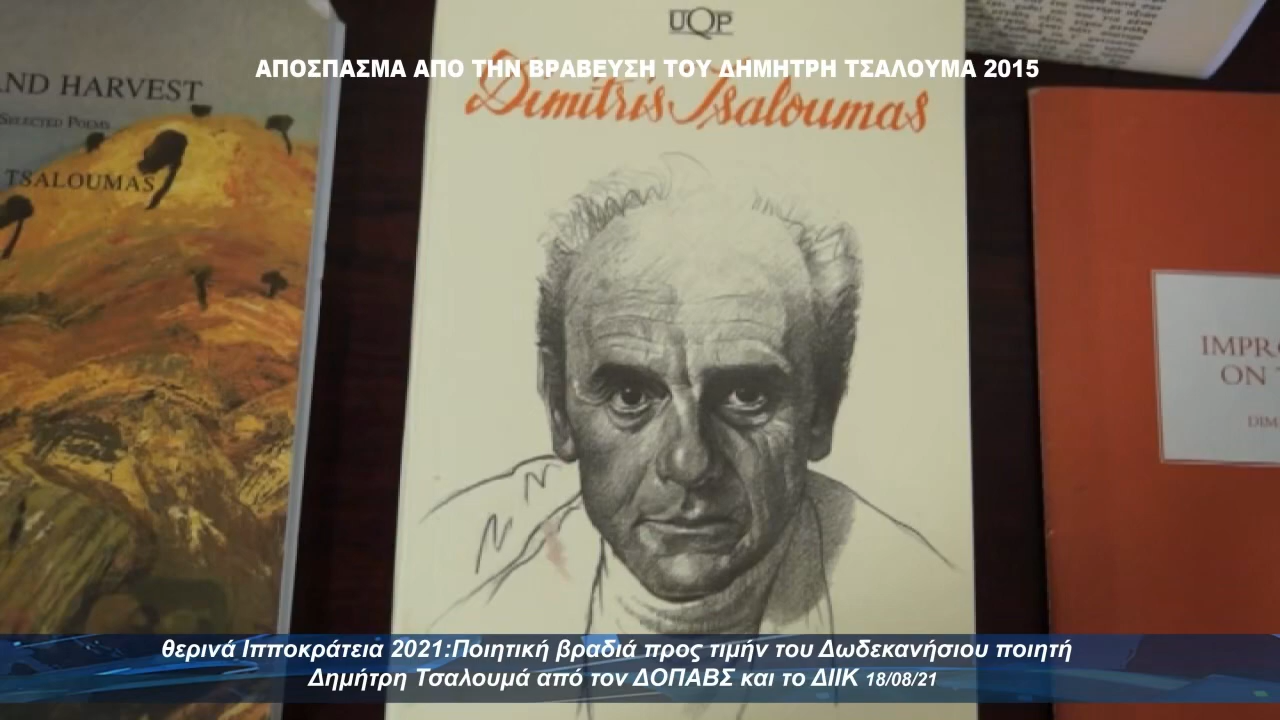 UQP
ΑΠΟΣΠΑΣΜΑ ΑΠΟ ΤΗΝ ΒΡΑΒΕΥΣΗ ΤΟΥ ΔΗΜΗΤΡΗ ΤΣΑΛΟΥΜΑ 2015
Dimitris Tsaloumas
AND HARVEST
SELECTED POEMS
TSALOUMAS
IMPR
ON T
DIM
θερινά Ιπποκράτεια 2021:Ποιητική βραδιά προς τιμήν του Δωδεκανήσιου ποιητή
Δημήτρη Τσαλουμά από τον ΔΟΠΑΒΣ και το ΔΙΙΚ 18/08/21